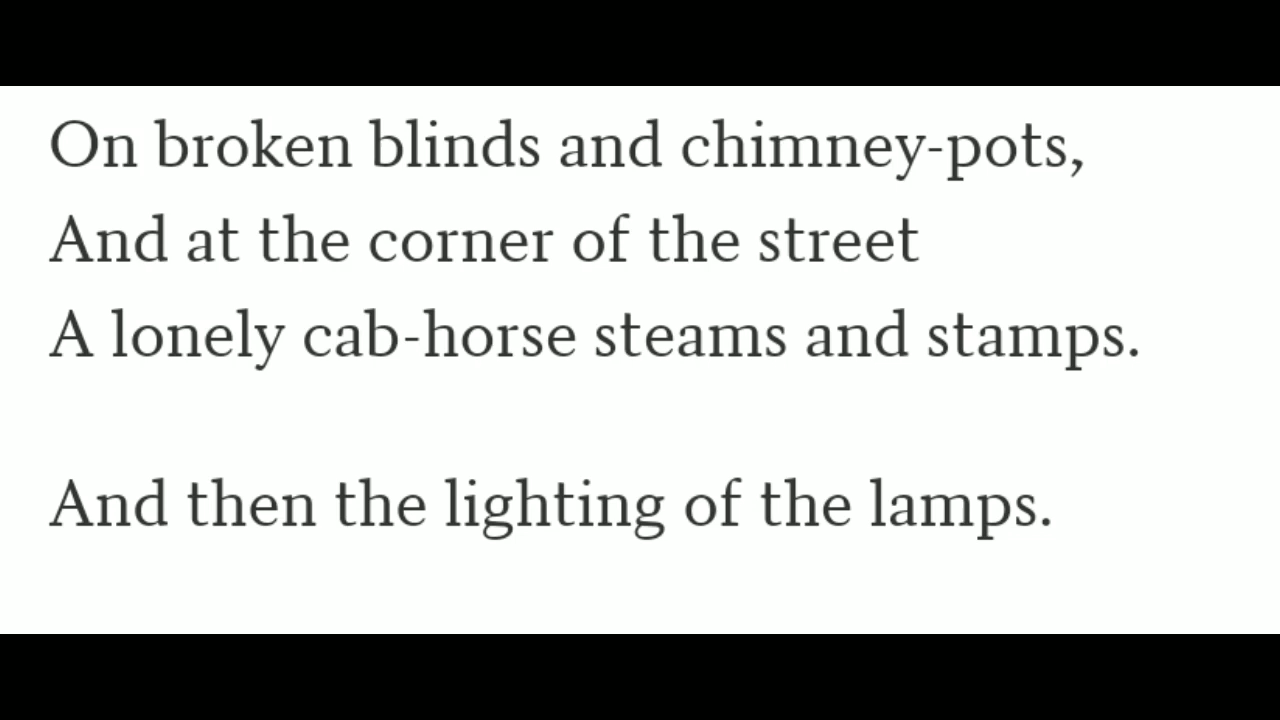 On broken blinds and chimney-pots,
And at the corner of the street
A lonely cab-horse steams and stamps.
And then the lighting of the lamps.